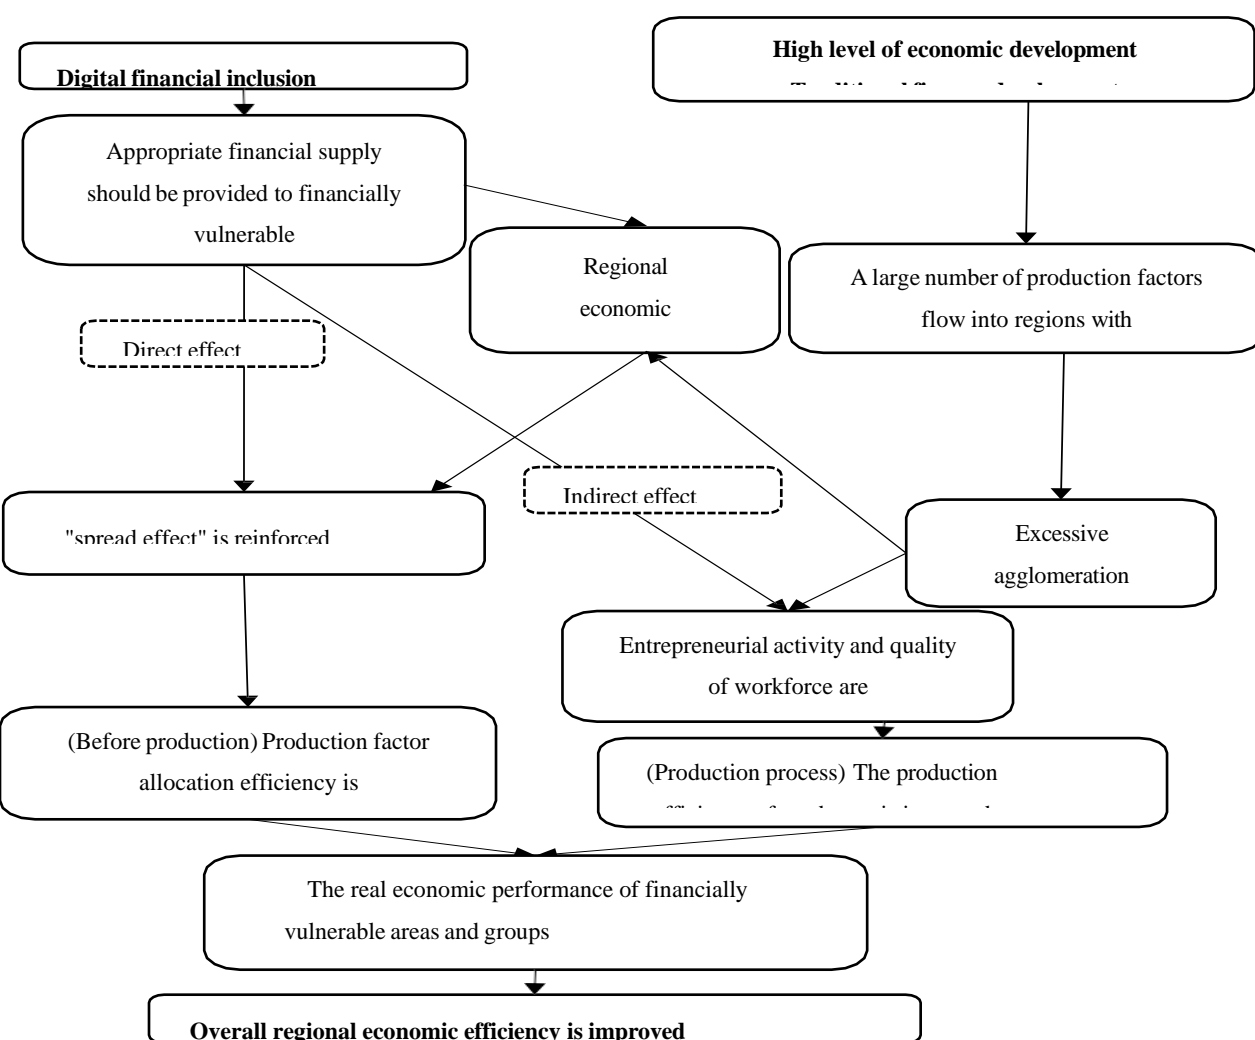 Digital financial inclusion
High level of economic development
Appropriate financial supply
should be provided to financially
vulnerable
Regional
economic
A large number of production factors
flow into regions with
Direct effect
Indirect effect
"spread effect" is reinforced
Excessive
agglomeration
Entrepreneurial activity and quality
of workforce are
(Before production) Production factor
allocation efficiency is
(Production process) The production
The real economic performance of financially
vulnerable areas and groups
Overall regional economic efficiency is improved